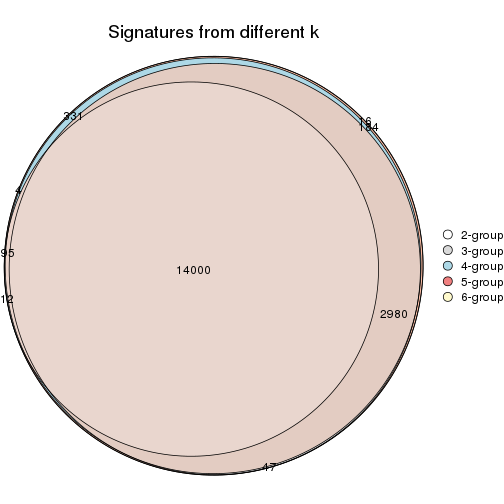 Signatures from different k
331
16
184
4
95
12
14000
2980
47
2-group
3-group
4-group
5-group
6-group